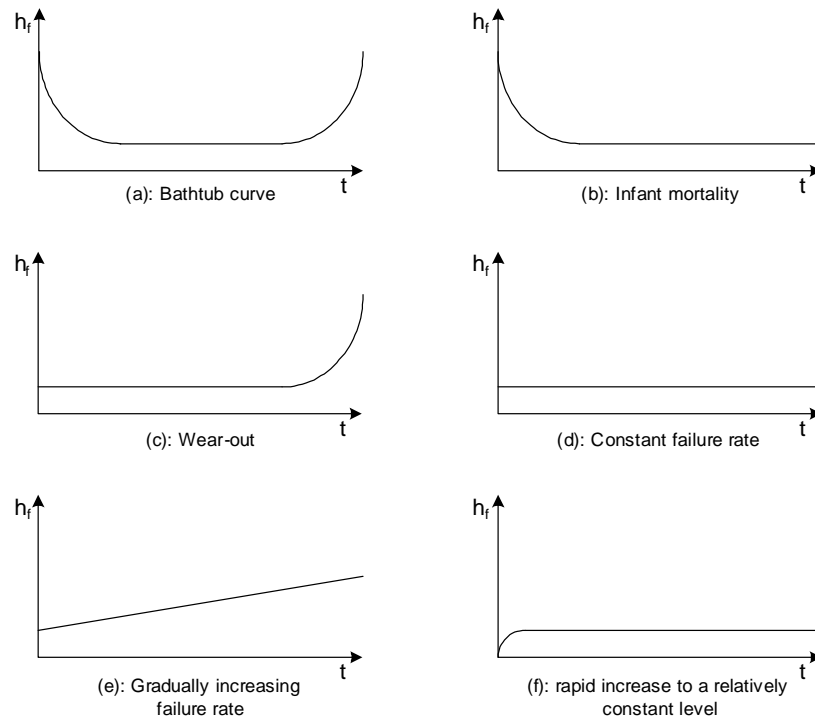 hf
t
(a): Bathtub curve
hf
t
(b): Infant mortality
hf
t
(c): Wear-out
hf
t
(d): Constant failure rate
hf
t
(e): Gradually increasing
failure rate
hf
t
(f): rapid increase to a relatively
constant level